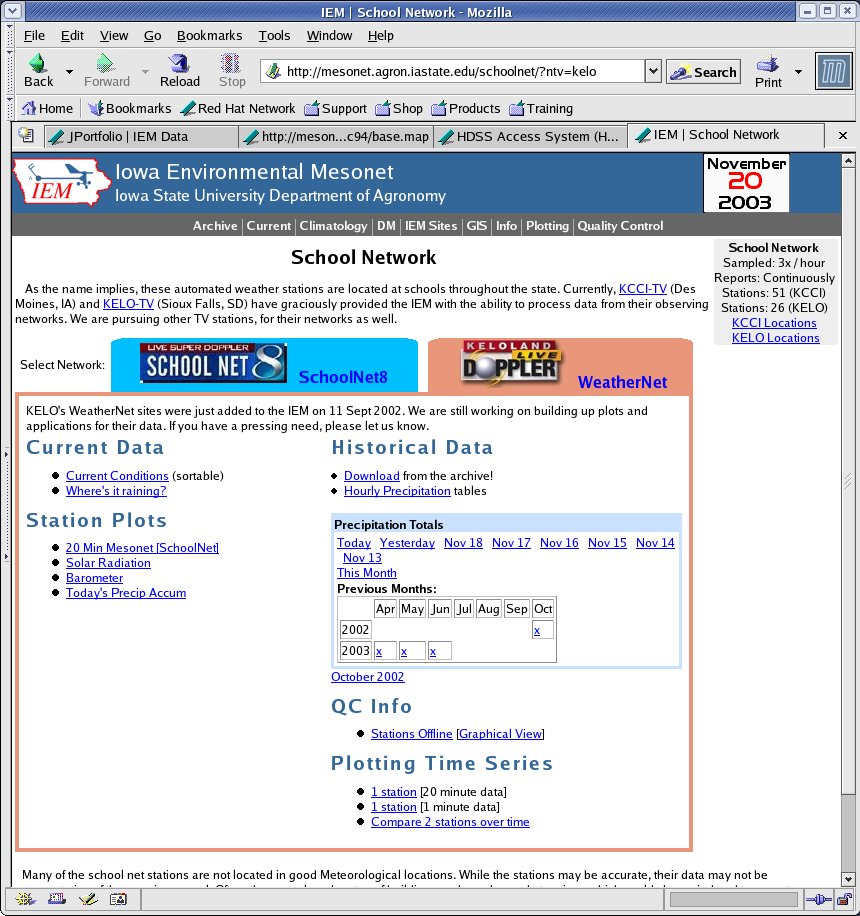 IEM | School Network - Mozilla
File Edit View Go Bookmarks Tools Window Help
Back Forward Reload Stop http://mesonet.agron.iastate.edu/schoolnet/?ntv=kelo Search Print
Home Bookmarks Red Hat Network Support Shop Products Training
JPortfolio | IEM Data http://meson...c94/base.map HDSS Access System (H... IEM | School Network
IEM
Iowa Environmental Mesonet
Iowa State University Department of Agronomy
November
20
2003
Archive Current Climatology DM IEM Sites GIS Info Plotting Quality Control
School Network
As the name implies, these automated weather stations are located at schools throughout the state. Currently, KCCI-TV (Des
Moines, IA) and KELO-TV (Sioux Falls, SD) have graciously provided the IEM with the ability to process data from their observing
networks. We are pursuing other TV stations, for their networks as well.
School Network
Sampled: 3x / hour
Reports: Continuously
Stations: 51 (KCCI)
Stations: 26 (KELO)
KCCI Locations
KELO Locations
Select Network:
LIVE SUPER DOPPLER
SCHOOL NET 8
SchoolNet8
KELOLAND
LIVE
DOPPLER
WeatherNet
KELO's WeatherNet sites were just added to the IEM on 11 Sept 2002. We are still working on building up plots and
applications for their data. If you have a pressing need, please let us know.
Current Data
Current Conditions (sortable)
Where's it raining?
Station Plots
20 Min Mesonet [SchoolNet]
Solar Radiation
Barometer
Today's Precip Accum
Historical Data
Download from the archive!
Hourly Precipitation tables
Precipitation Totals
Today Yesterday Nov 18 Nov 17 Nov 16 Nov 15 Nov 14
Nov 13
This Month
Previous Months:
Apr May Jun Jul Aug Sep Oct
2002 x
2003 x x x
October 2002
QC Info
Stations Offline [Graphical View]
Plotting Time Series
1 station [20 minute data]
1 station [1 minute data]
Compare 2 stations over time
Many of the school net stations are not located in good Meteorological locations. While the stations may be accurate, their data may not be